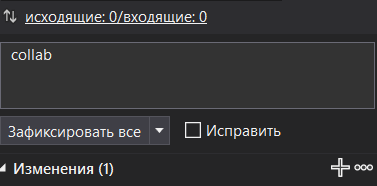 исходящие: 0/входящие: 0
collab
Зафиксировать все
Исправить
Изменения (1)